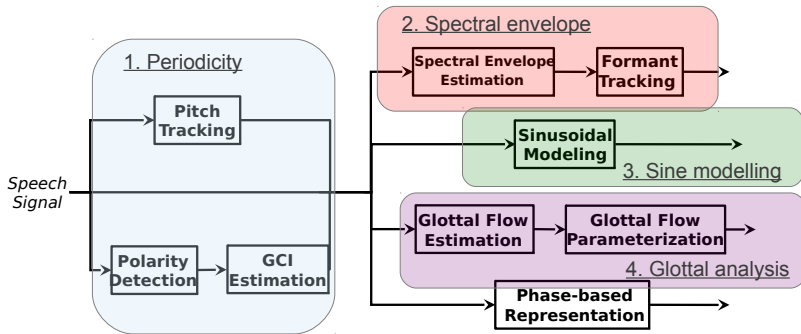 1. Periodicity
Pitch
Tracking
Speech
Signal
Polarity
Detection
GCI
Estimation
2. Spectral envelope
Spectral Envelope
Estimation
Formant
Tracking
Sinusoidal
Modeling
3. Sine modelling
Glottal Flow
Estimation
Glottal Flow
Parameterization
4. Glottal analysis
Phase-based
Representation